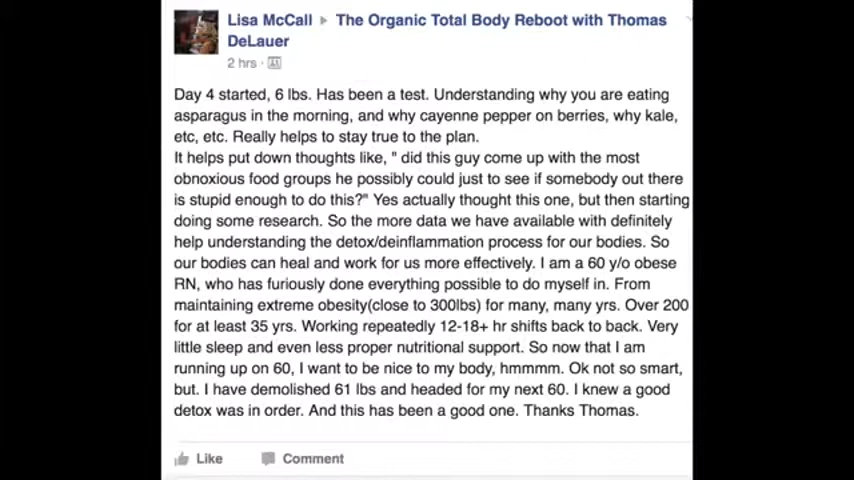 Lisa McCall ▸ The Organic Total Body Reboot with Thomas
DeLauer
2 hrs ·
Day 4 started, 6 lbs. Has been a test. Understanding why you are eating
asparagus in the morning, and why cayenne pepper on berries, why kale,
etc, etc. Really helps to stay true to the plan.
It helps put down thoughts like, " did this guy come up with the most
obnoxious food groups he possibly could just to see if somebody out there
is stupid enough to do this?" Yes actually thought this one, but then starting
doing some research. So the more data we have available with definitely
help understanding the detox/deinflammation process for our bodies. So
our bodies can heal and work for us more effectively. I am a 60 y/o obese
RN, who has furiously done everything possible to do myself in. From
maintaining extreme obesity(close to 300lbs) for many, many yrs. Over 200
for at least 35 yrs. Working repeatedly 12-18+ hr shifts back to back. Very
little sleep and even less proper nutritional support. So now that I am
running up on 60, I want to be nice to my body, hmmmm. Ok not so smart,
but. I have demolished 61 lbs and headed for my next 60. I knew a good
detox was in order. And this has been a good one. Thanks Thomas.
Like Comment